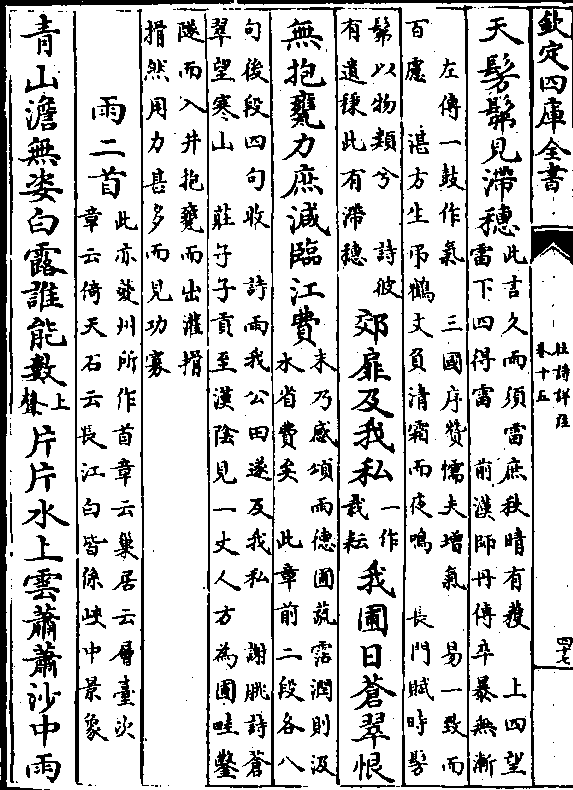 欽定四庫全書
杜詩詳注
卷十五
四十七
天髣髴見滯穗
此言久而須雷庶秋晴有穫 上四望
雷下四得雷 前漢師丹傳卒暴無漸
左傳一鼓作氣 三國序贊懦夫增氣 易一致而
百慮 湛方生弔鶴文負清霜而夜鳴 長門賦時髣
髴以物類兮 詩彼
有遺秉此有滯穗
郊扉及我私
一作
栽耘
我圃日蒼翠恨
無抱甕力庶減臨江費
末乃感頌雨德圃蔬霑潤則汲
水省費矣 此章前二段各八
句後段四句收 詩雨我公田遂及我私 謝朓詩蒼
翠望寒山 莊子子貢至漢陰見一丈人方為圃畦鑿
隧而入井抱甕而出灌搰
搰然用力甚多而見功寡
雨二首
此亦夔州所作首章云巢居云層臺次
章云倚天石云長江白皆係峽中景象
青山澹無姿白露誰能數
上
聲
片片水上雲蕭蕭沙中雨